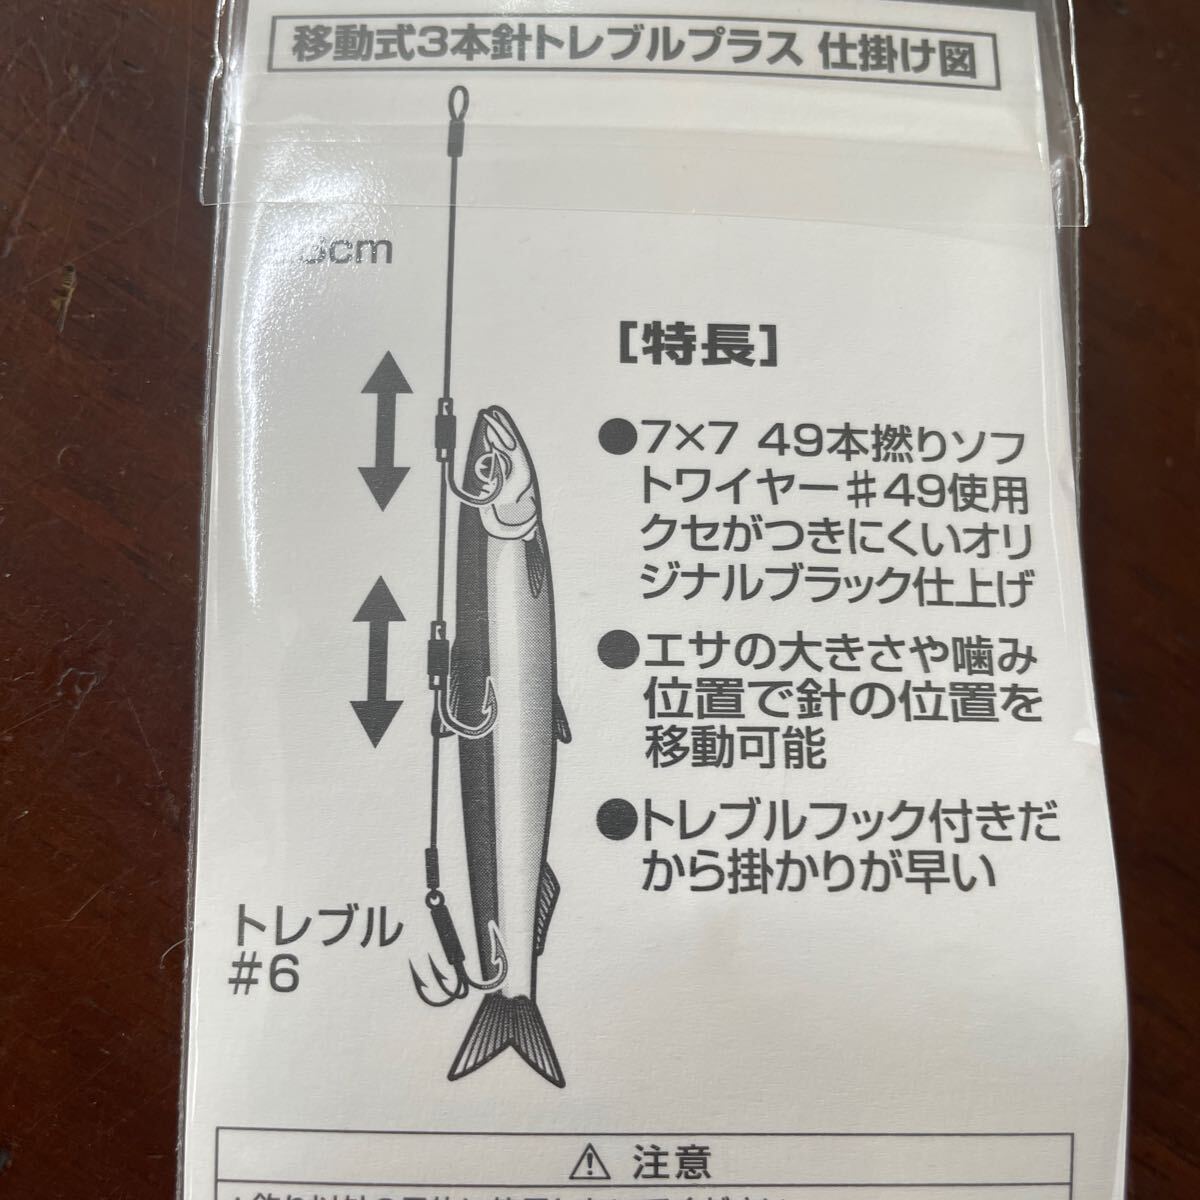 移動式3本針トレブルプラス 仕掛け図
[特長]
●7×7 49本撚りソフ
トワイヤー♯49使用
クセがつきにくいオリ
ジナルブラック仕上げ
●エサの大きさや噛み
位置で針の位置を
移動可能
●トレブルフック付きだ
から掛かりが早い
トレブル
♯6
⚠ 注意